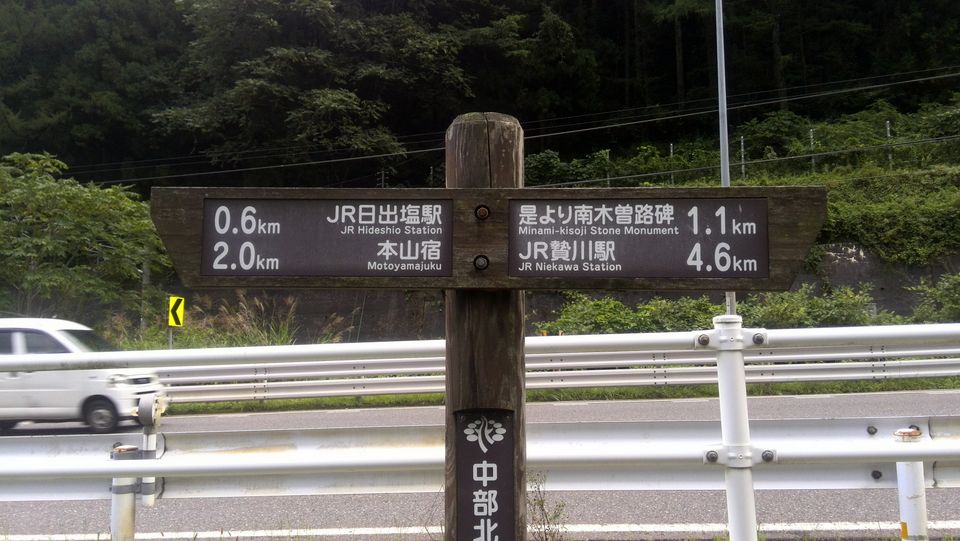 0.6km JR日出塩駅
JR Hideshio Station
2.0km 本山宿
Motoyamajuku
是より南木曽路碑 1.1km
Minami-kisoji Stone Monument
JR贄川駅 4.6km
JR Niekawa Station
中部北